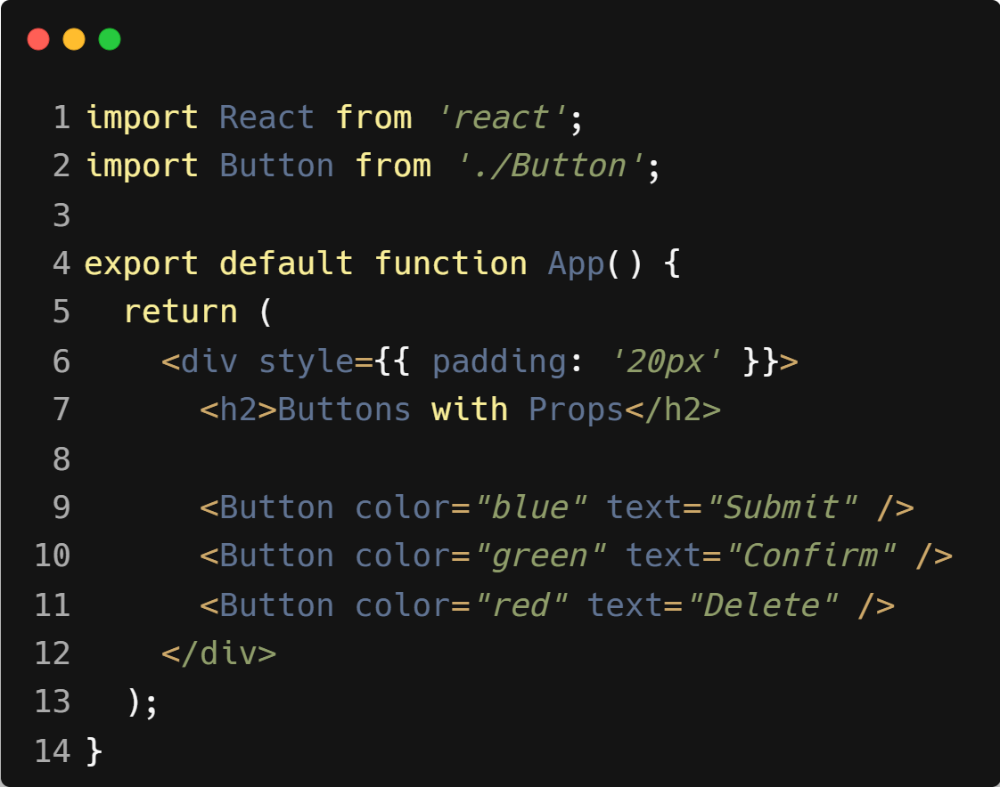 1 import React from 'react';
2 import Button from './Button';
3
4 export default function App() {
5   return (
6     <div style={{ padding: '20px' }}>
7       <h2>Buttons with Props</h2>
8
9       <Button color="blue" text="Submit" />
10       <Button color="green" text="Confirm" />
11       <Button color="red" text="Delete" />
12     </div>
13   );
14 }